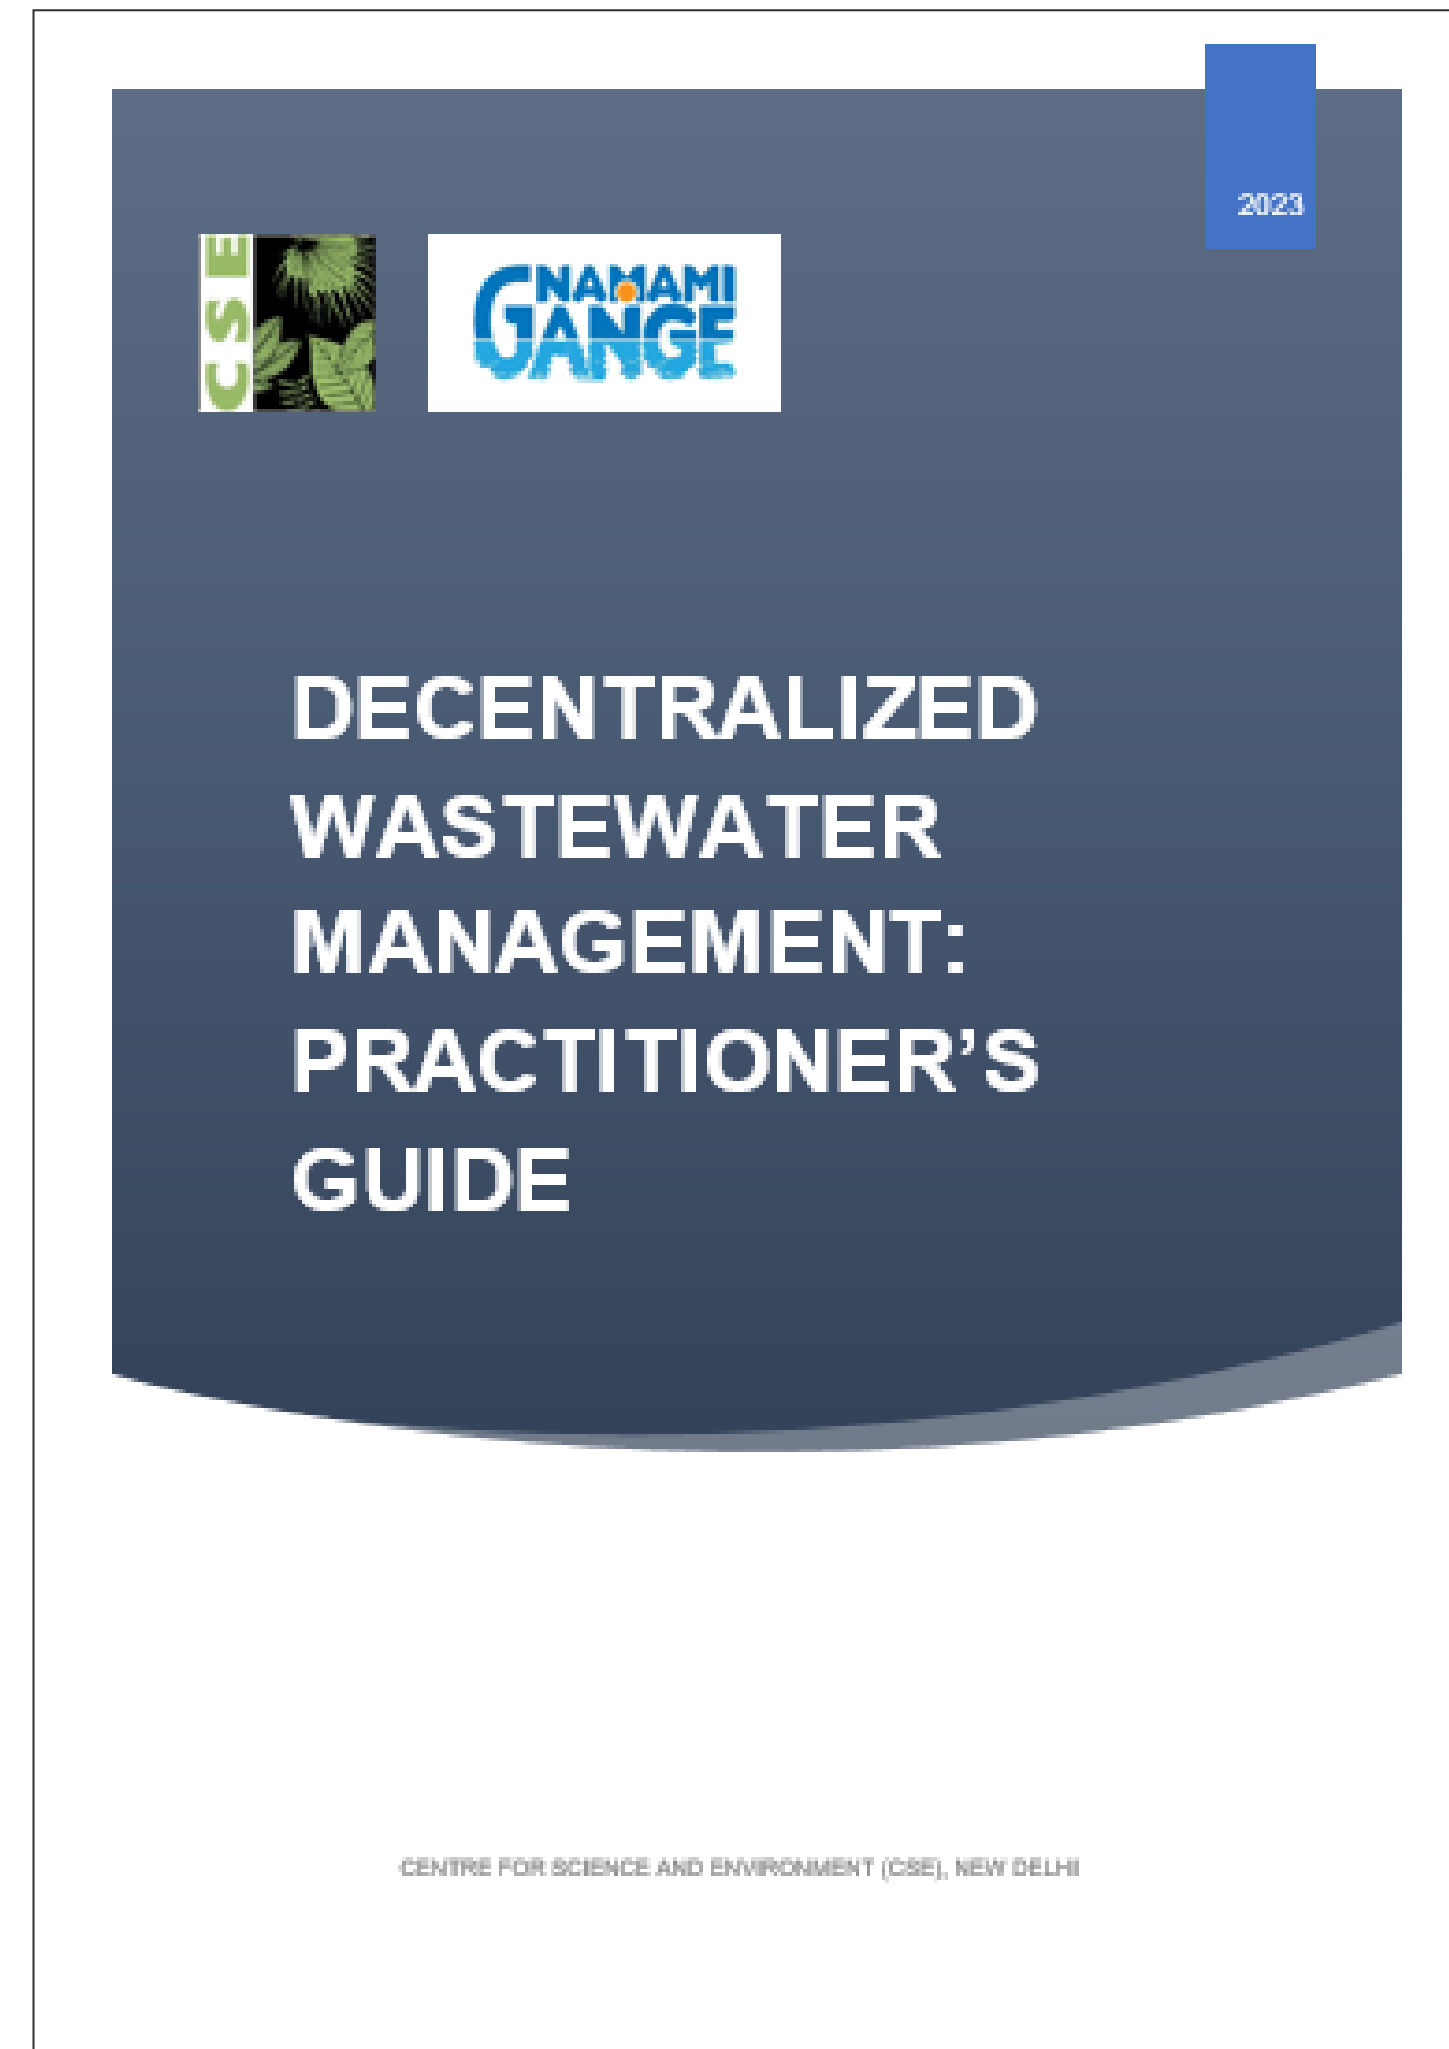 2023
CSE
NAMAMI
GANGE
DECENTRALIZED
WASTEWATER
MANAGEMENT:
PRACTITIONER’S
GUIDE
CENTRE FOR SCIENCE AND ENVIRONMENT (CSE), NEW DELHI